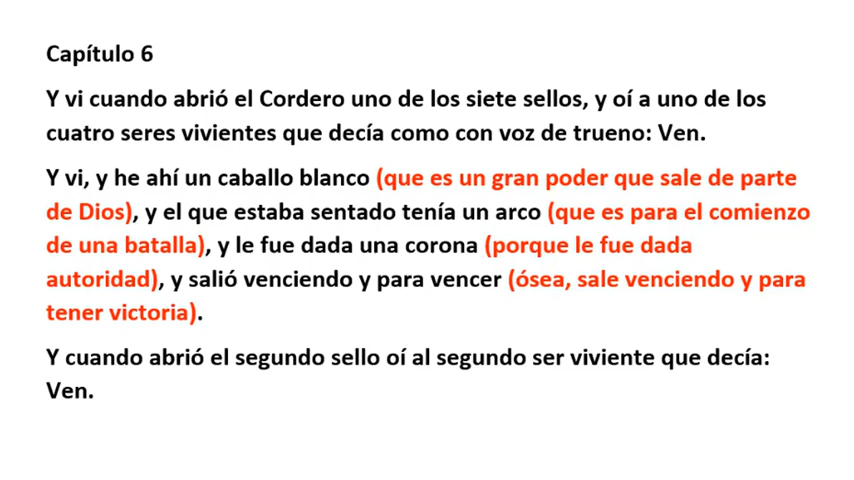 Capítulo 6
Y vi cuando abrió el Cordero uno de los siete sellos, y oí a uno de los
cuatro seres vivientes que decía como con voz de trueno: Ven.
Y vi, y he ahí un caballo blanco (que es un gran poder que sale de parte
de Dios), y el que estaba sentado tenía un arco (que es para el comienzo
de una batalla), y le fue dada una corona (porque le fue dada
autoridad), y salió venciendo y para vencer (ósea, sale venciendo y para
tener victoria).
Y cuando abrió el segundo sello oí al segundo ser viviente que decía:
Ven.